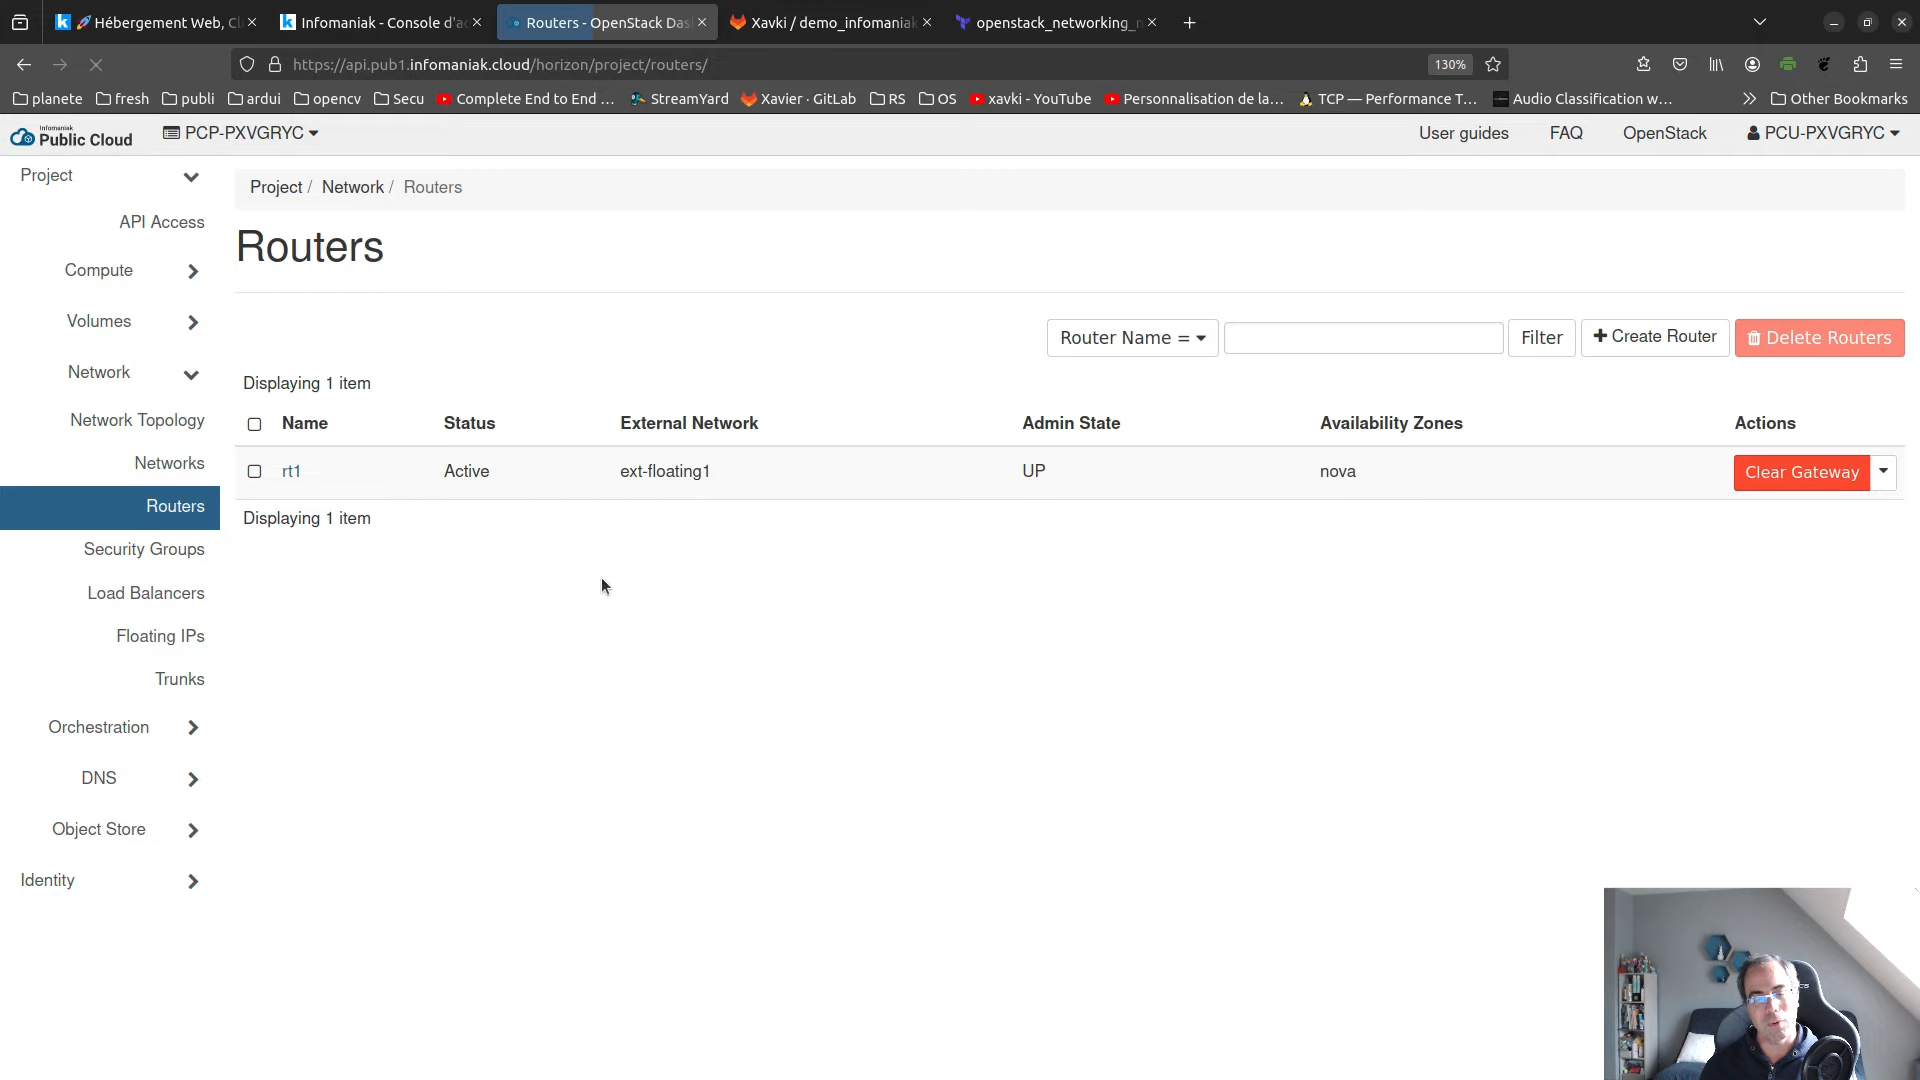 🚀 Hébergement Web, Cl
Infomaniak - Console d'ac
Routers - OpenStack Das
Xavki / demo_infomaniak
openstack_networking_r
https://api.pub1.infomaniak.cloud/horizon/project/routers/
130%
planete
fresh
publi
ardui
opencv
Secu
Complete End to End ...
StreamYard
Xavier · GitLab
RS
OS
xavki - YouTube
Personnalisation de la...
TCP — Performance T...
Audio Classification w...
Other Bookmarks
Infomaniak
Public Cloud
PCP-PXVGRYC
User guides
FAQ
OpenStack
PCU-PXVGRYC
Project
API Access
Compute
Volumes
Network
Network Topology
Networks
Routers
Security Groups
Load Balancers
Floating IPs
Trunks
Orchestration
DNS
Object Store
Identity
Project / Network / Routers
Routers
Router Name =
Filter
+ Create Router
Delete Routers
Displaying 1 item
Name Status External Network Admin State Availability Zones Actions
rt1 Active ext-floating1 UP nova Clear Gateway
Displaying 1 item